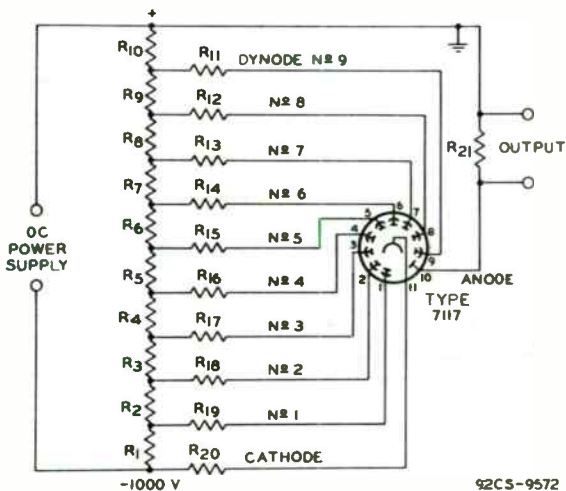 +
R10
R11
DYNODE Nº 9
R9
R12
Nº 8
R8
R13
Nº 7
R21
OUTPUT
R7
R14
Nº 6
R6
R15
Nº 5
DC
POWER
SUPPLY
R5
R16
Nº 4
R4
R17
Nº 3
R3
R18
Nº 2
R2
R19
Nº 1
R1
R20
CATHODE
-1000 V
1
2
3
4
5
6
7
8
9
10
11
ANODE
TYPE
7117
92CS-9572